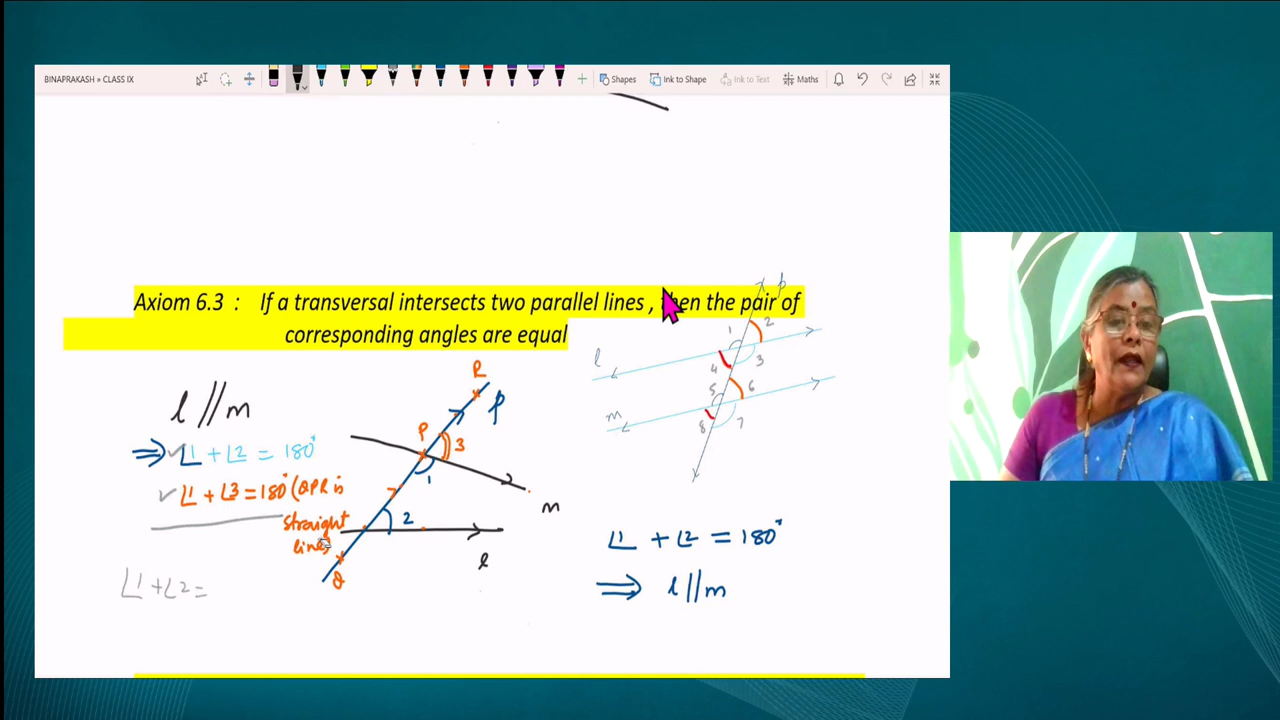 BINAPRAKASH » CLASS IX
Shapes
Ink to Shape
Ink to Text
Maths
Axiom 6.3 : If a transversal intersects two parallel lines , then the pair of
corresponding angles are equal
l // m
⇒ ∠1 + ∠2 = 180°
∠1 + ∠3 = 180° (QPR is
straight
line)
∠1 + ∠2 =
R
p
P
3
1
2
m
l
Q
p
1
2
l
3
4
5
6
m
7
8
∠1 + ∠2 = 180°
⇒ l // m